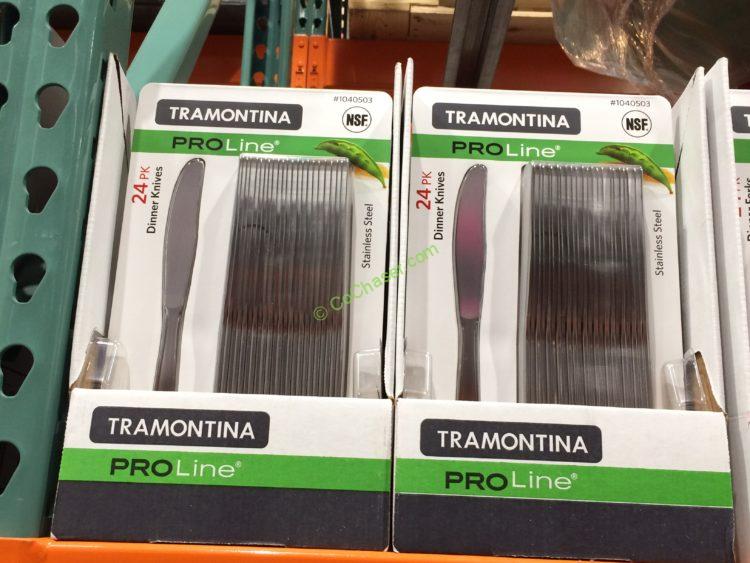 #1040503
TRAMONTINA
NSF
PROLine®
24 PK
Dinner Knives
Stainless Steel
TRAMONTINA
PROLine®
#1040503
TRAMONTINA
NSF
PROLine®
24 PK
Dinner Knives
Stainless Steel
TRAMONTINA
PROLine®
© CoChaser.com